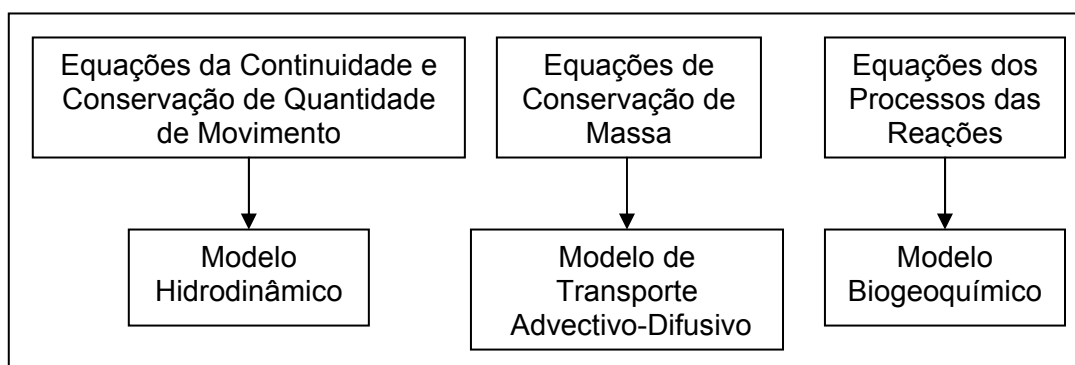 Equações da Continuidade e
Conservação de Quantidade
de Movimento
Equações de
Conservação de
Massa
Equações dos
Processos das
Reações
Modelo
Hidrodinâmico
Modelo de
Transporte
Advectivo-Difusivo
Modelo
Biogeoquímico